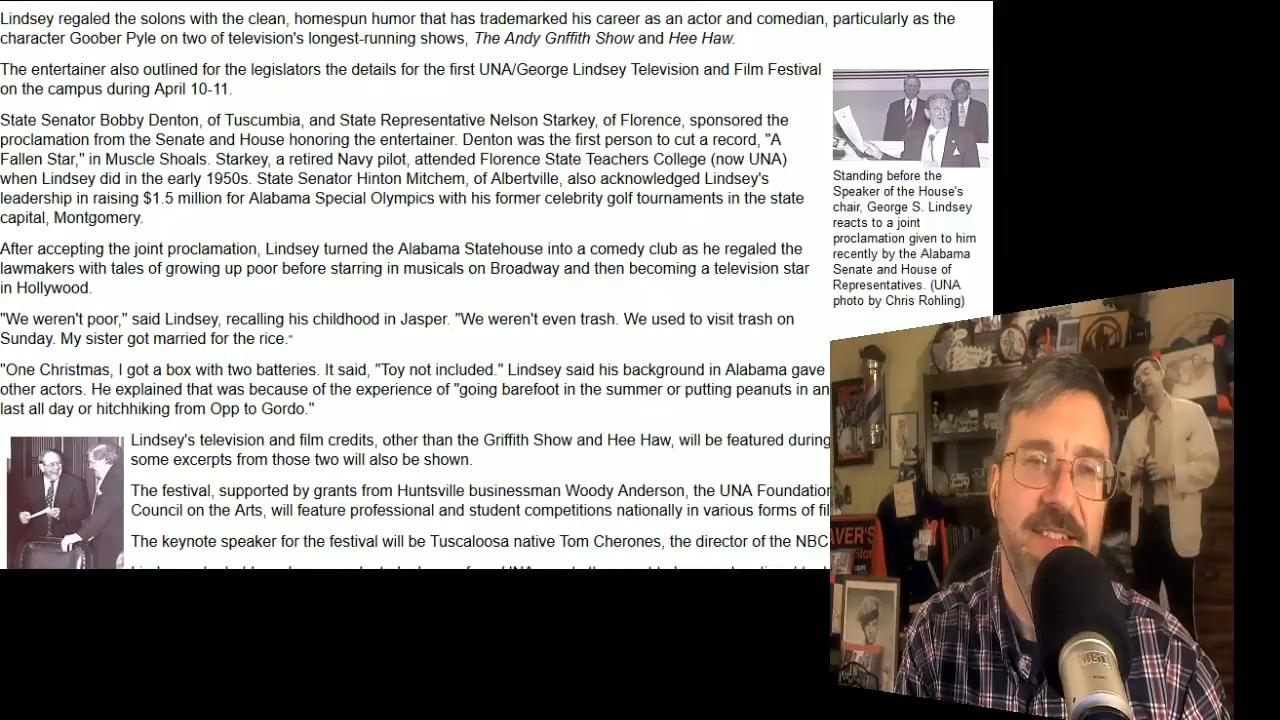 Lindsey regaled the solons with the clean, homespun humor that has trademarked his career as an actor and comedian, particularly as the
character Goober Pyle on two of television's longest-running shows, The Andy Griffith Show and Hee Haw.
The entertainer also outlined for the legislators the details for the first UNA/George Lindsey Television and Film Festival
on the campus during April 10-11.
State Senator Bobby Denton, of Tuscumbia, and State Representative Nelson Starkey, of Florence, sponsored the
proclamation from the Senate and House honoring the entertainer. Denton was the first person to cut a record, "A
Fallen Star," in Muscle Shoals. Starkey, a retired Navy pilot, attended Florence State Teachers College (now UNA)
when Lindsey did in the early 1950s. State Senator Hinton Mitchem, of Albertville, also acknowledged Lindsey's
leadership in raising $1.5 million for Alabama Special Olympics with his former celebrity golf tournaments in the state
capital, Montgomery.
After accepting the joint proclamation, Lindsey turned the Alabama Statehouse into a comedy club as he regaled the
lawmakers with tales of growing up poor before starring in musicals on Broadway and then becoming a television star
in Hollywood.
"We weren't poor," said Lindsey, recalling his childhood in Jasper. "We weren't even trash. We used to visit trash on
Sunday. My sister got married for the rice."
"One Christmas, I got a box with two batteries. It said, "Toy not included." Lindsey said his background in Alabama gave
other actors. He explained that was because of the experience of "going barefoot in the summer or putting peanuts in an
last all day or hitchhiking from Opp to Gordo."
Lindsey's television and film credits, other than the Griffith Show and Hee Haw, will be featured during
some excerpts from those two will also be shown.
The festival, supported by grants from Huntsville businessman Woody Anderson, the UNA Foundation
Council on the Arts, will feature professional and student competitions nationally in various forms of fil
The keynote speaker for the festival will be Tuscaloosa native Tom Cherones, the director of the NBC
Standing before the
Speaker of the House's
chair, George S. Lindsey
reacts to a joint
proclamation given to him
recently by the Alabama
Senate and House of
Representatives. (UNA
photo by Chris Rohling)